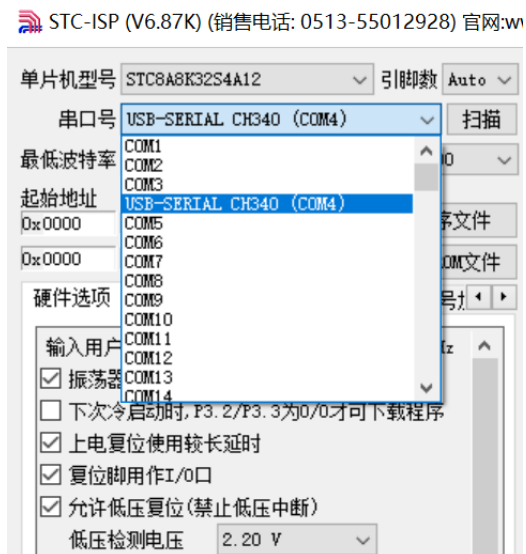 STC-ISP (V6.87K) (销售电话: 0513-55012928) 官网:w
单片机型号 STC8A8K32S4A12 引脚数 Auto
串口号 USB-SERIAL CH340 (COM4) 扫描
最低波特率 0
COM1
COM2
COM3
USB-SERIAL CH340 (COM4)
COM5
COM6
COM7
COM8
COM9
COM10
COM11
COM12
COM13
COM14
起始地址
0x0000 序文件
0x0000 OM文件
硬件选项 号
输入用户 Hz
振荡器
下次冷启动时,P3.2/P3.3为0/0才可下载程序
上电复位使用较长延时
复位脚用作I/O口
允许低压复位(禁止低压中断)
低压检测电压 2.20 V